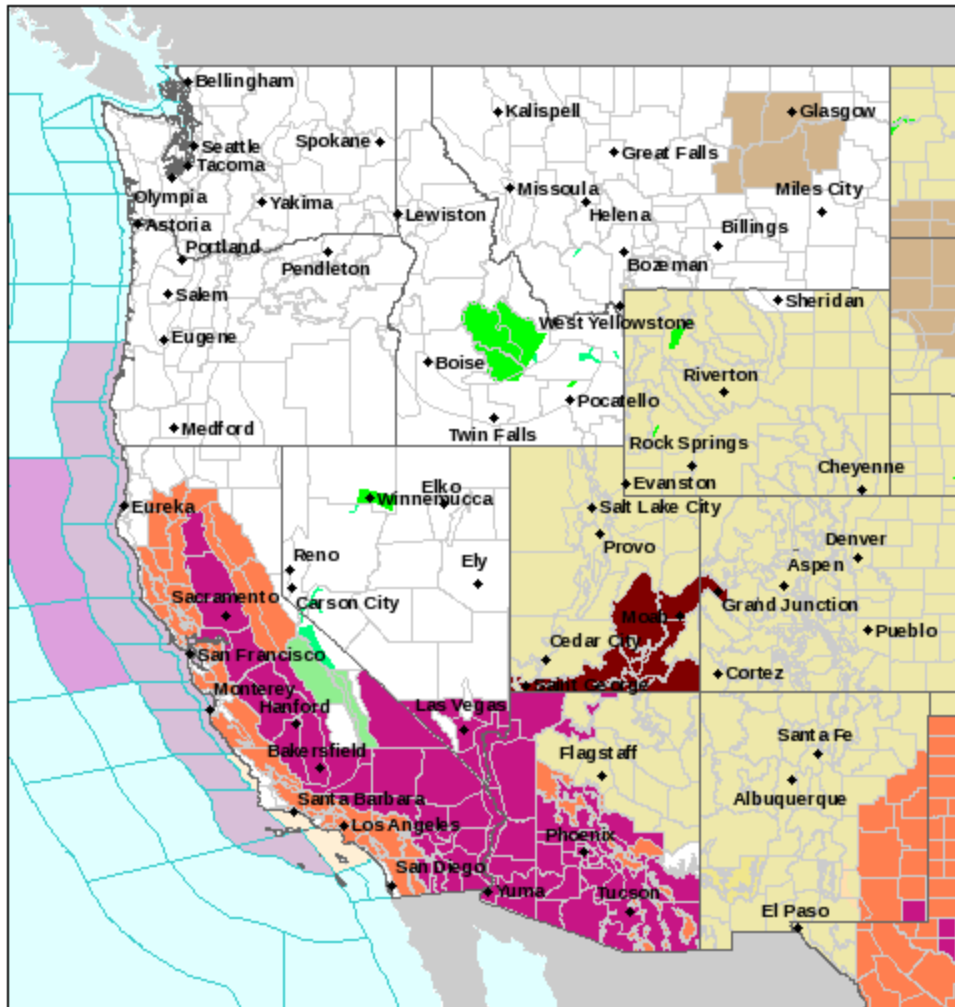 Bellingham
Kalispell
Glasgow
Seattle
Spokane
Great Falls
Tacoma
Missoula
Miles City
Olympia
Yakima
Lewiston
Helena
Astoria
Billings
Portland
Pendleton
Bozeman
Salem
Sheridan
West Yellowstone
Eugene
Boise
Riverton
Pocatello
Medford
Twin Falls
Rock Springs
Cheyenne
Elko
Evanston
Winnemucca
Eureka
Salt Lake City
Provo
Denver
Reno
Ely
Aspen
Sacramento
Carson City
Grand Junction
Moab
Pueblo
Cedar City
San Francisco
Cortez
Saint George
Monterey
Hanford
Las Vegas
Santa Fe
Bakersfield
Flagstaff
Albuquerque
Santa Barbara
Los Angeles
Phoenix
San Diego
Yuma
Tucson
El Paso